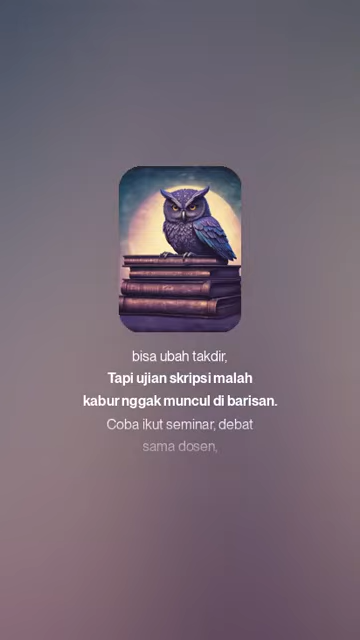 bisa ubah takdir,
Tapi ujian skripsi malah
kabur nggak muncul di barisan.
Coba ikut seminar, debat
sama dosen,